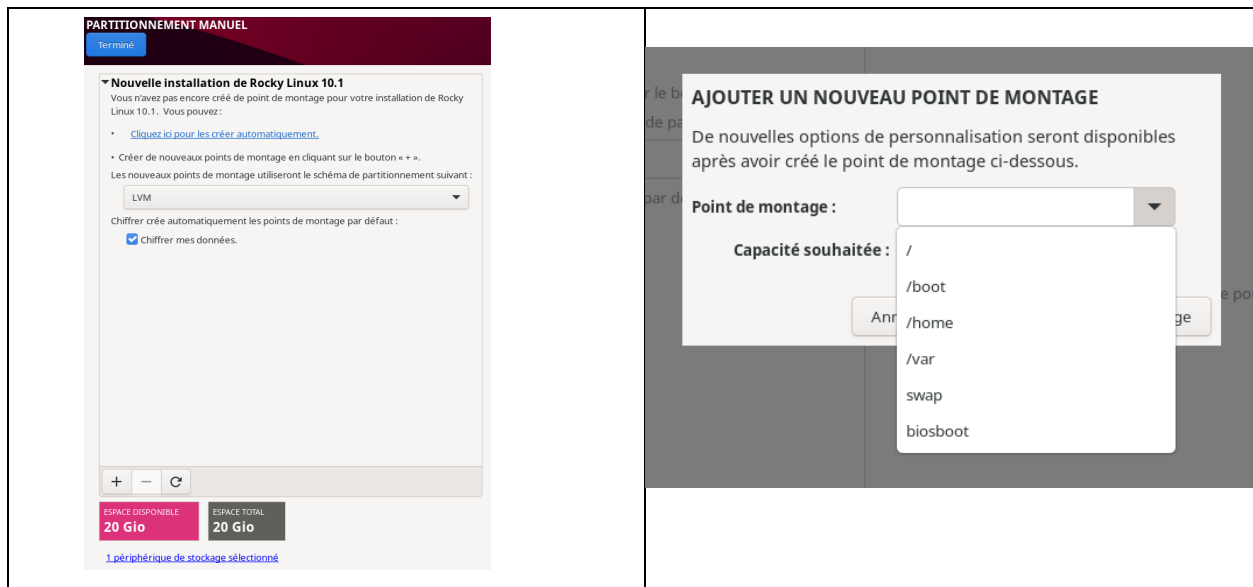 PARTITIONNEMENT MANUEL
Terminé
Nouvelle installation de Rocky Linux 10.1
Vous n'avez pas encore créé de point de montage pour votre installation de Rocky
Linux 10.1. Vous pouvez :
• Cliquez ici pour les créer automatiquement.
• Créer de nouveaux points de montage en cliquant sur le bouton « + ».
Les nouveaux points de montage utiliseront le schéma de partitionnement suivant :
LVM
Chiffrer crée automatiquement les points de montage par défaut :
Chiffrer mes données.
+ −
ESPACE DISPONIBLE
20 Gio
ESPACE TOTAL
20 Gio
1 périphérique de stockage sélectionné
AJOUTER UN NOUVEAU POINT DE MONTAGE
De nouvelles options de personnalisation seront disponibles
après avoir créé le point de montage ci-dessous.
Point de montage :
Capacité souhaitée :
/
/boot
/home
/var
swap
biosboot